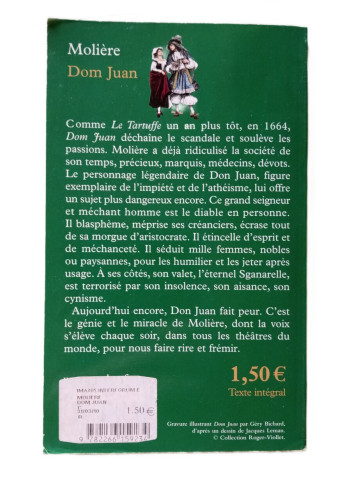 Molière
Dom Juan
Comme Le Tartuffe un an plus tôt, en 1664,
Dom Juan déchaîne le scandale et soulève les
passions. Molière a déjà ridiculisé la société de
son temps, précieux, marquis, médecins, dévots.
Le personnage légendaire de Don Juan, figure
exemplaire de l'impiété et de l'athéisme, lui offre
un sujet plus dangereux encore. Ce grand seigneur
et méchant homme est le diable en personne.
Il blasphème, méprise ses créanciers, écrase tout
de sa morgue d'aristocrate. Il étincelle d'esprit et
de méchanceté. Il séduit mille femmes, nobles
ou paysannes, pour les humilier et les jeter après
usage. À ses côtés, son valet, l'éternel Sganarelle,
est terrorisé par son insolence, son aisance, son
cynisme.
Aujourd'hui encore, Don Juan fait peur. C'est
le génie et le miracle de Molière, dont la voix
s'élève chaque soir, dans tous les théâtres du
monde, pour nous faire rire et frémir.
1,50 €
Texte intégral
MOLIERE
DOM JUAN
1.50 €
Gravure illustrant Dom Juan par Géry Bichard,
d'après un dessin de Jacques Leman.
© Collection Roger-Viollet.